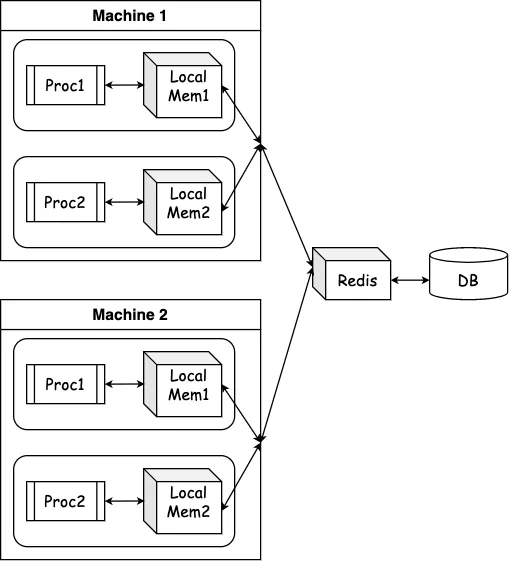 Machine 1
Proc1
Local
Mem1
Proc2
Local
Mem2
Redis
DB
Machine 2
Proc1
Local
Mem1
Proc2
Local
Mem2